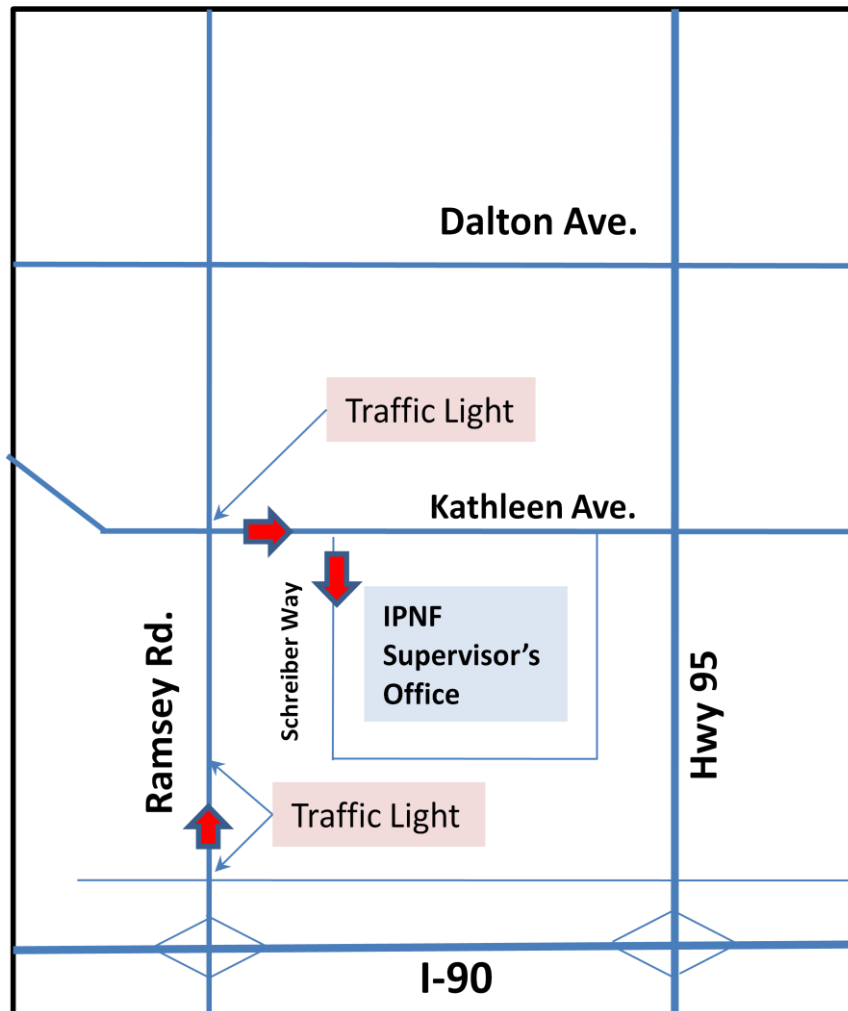 Dalton Ave.
Traffic Light
Kathleen Ave.
Schreiber Way
IPNF
Supervisor's
Office
Ramsey Rd.
Hwy 95
Traffic Light
I-90